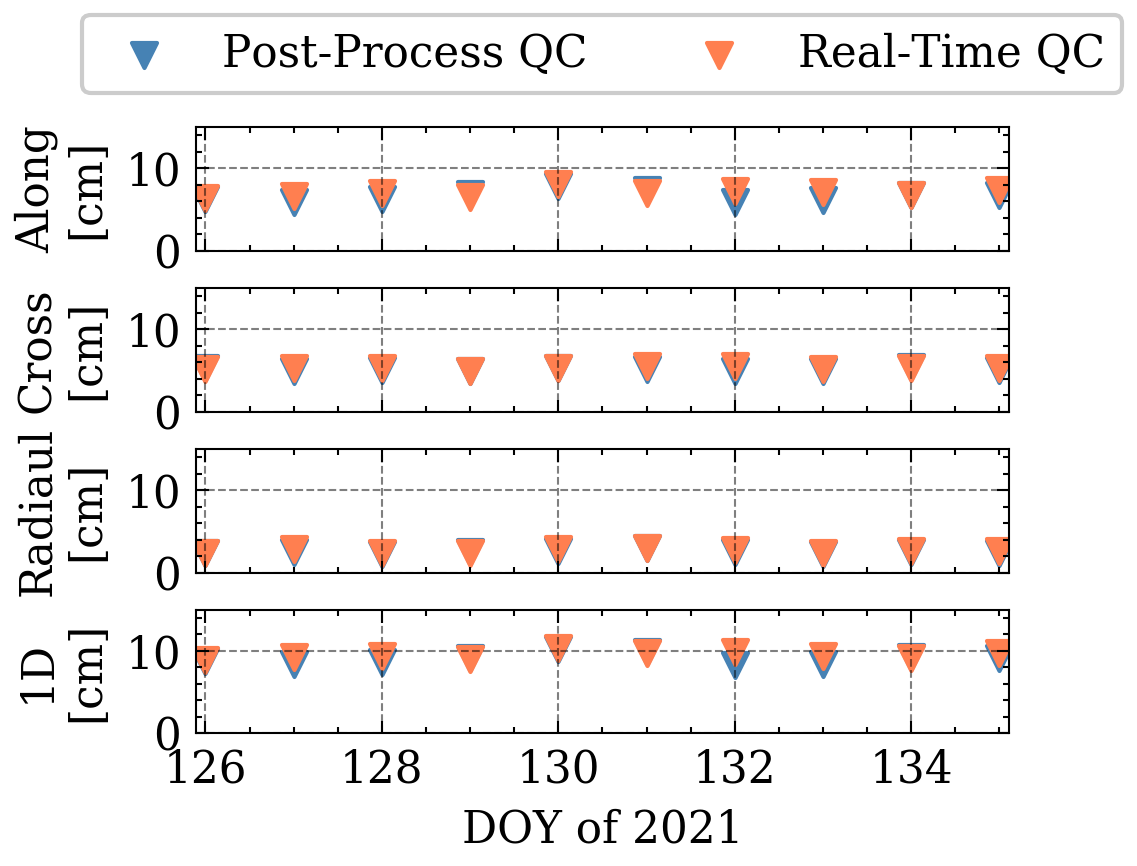 Post-Process QC
Real-Time QC
Along
[cm]
10
0
Cross
[cm]
10
0
Radiaul
[cm]
10
0
1D
[cm]
10
0
126
128
130
132
134
DOY of 2021